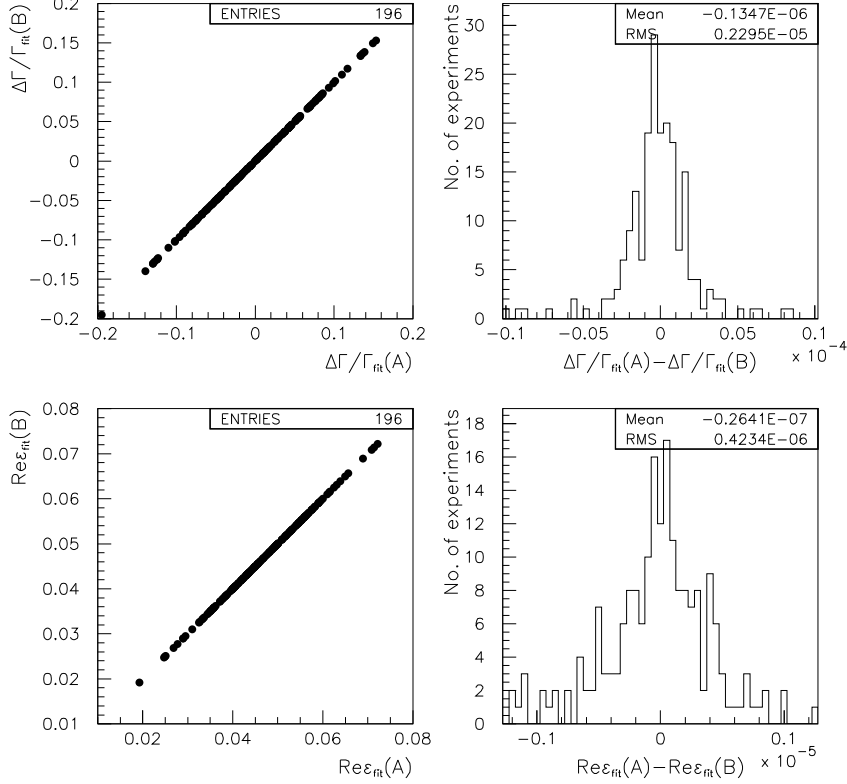 ENTRIES 196
ΔΓ/Γfit(B)
0.2
0.15
0.1
0.05
0
−0.05
−0.1
−0.15
−0.2
−0.2 −0.1 0 0.1 0.2
ΔΓ/Γfit(A)
Mean −0.1347E−06
RMS 0.2295E−05
No. of experiments
30
25
20
15
10
5
0
−0.1 −0.05 0 0.05 0.1
x 10−4
ΔΓ/Γfit(A)−ΔΓ/Γfit(B)
ENTRIES 196
Reεfit(B)
0.08
0.07
0.06
0.05
0.04
0.03
0.02
0.01
0.02 0.04 0.06 0.08
Reεfit(A)
Mean −0.2641E−07
RMS 0.4234E−06
No. of experiments
18
16
14
12
10
8
6
4
2
0
−0.1 0 0.1
x 10−5
Reεfit(A)−Reεfit(B)